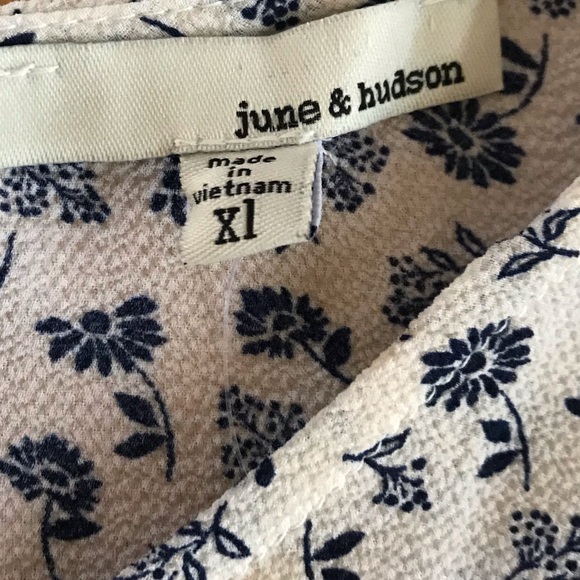 june & hudson
made
in
vietnam
xl